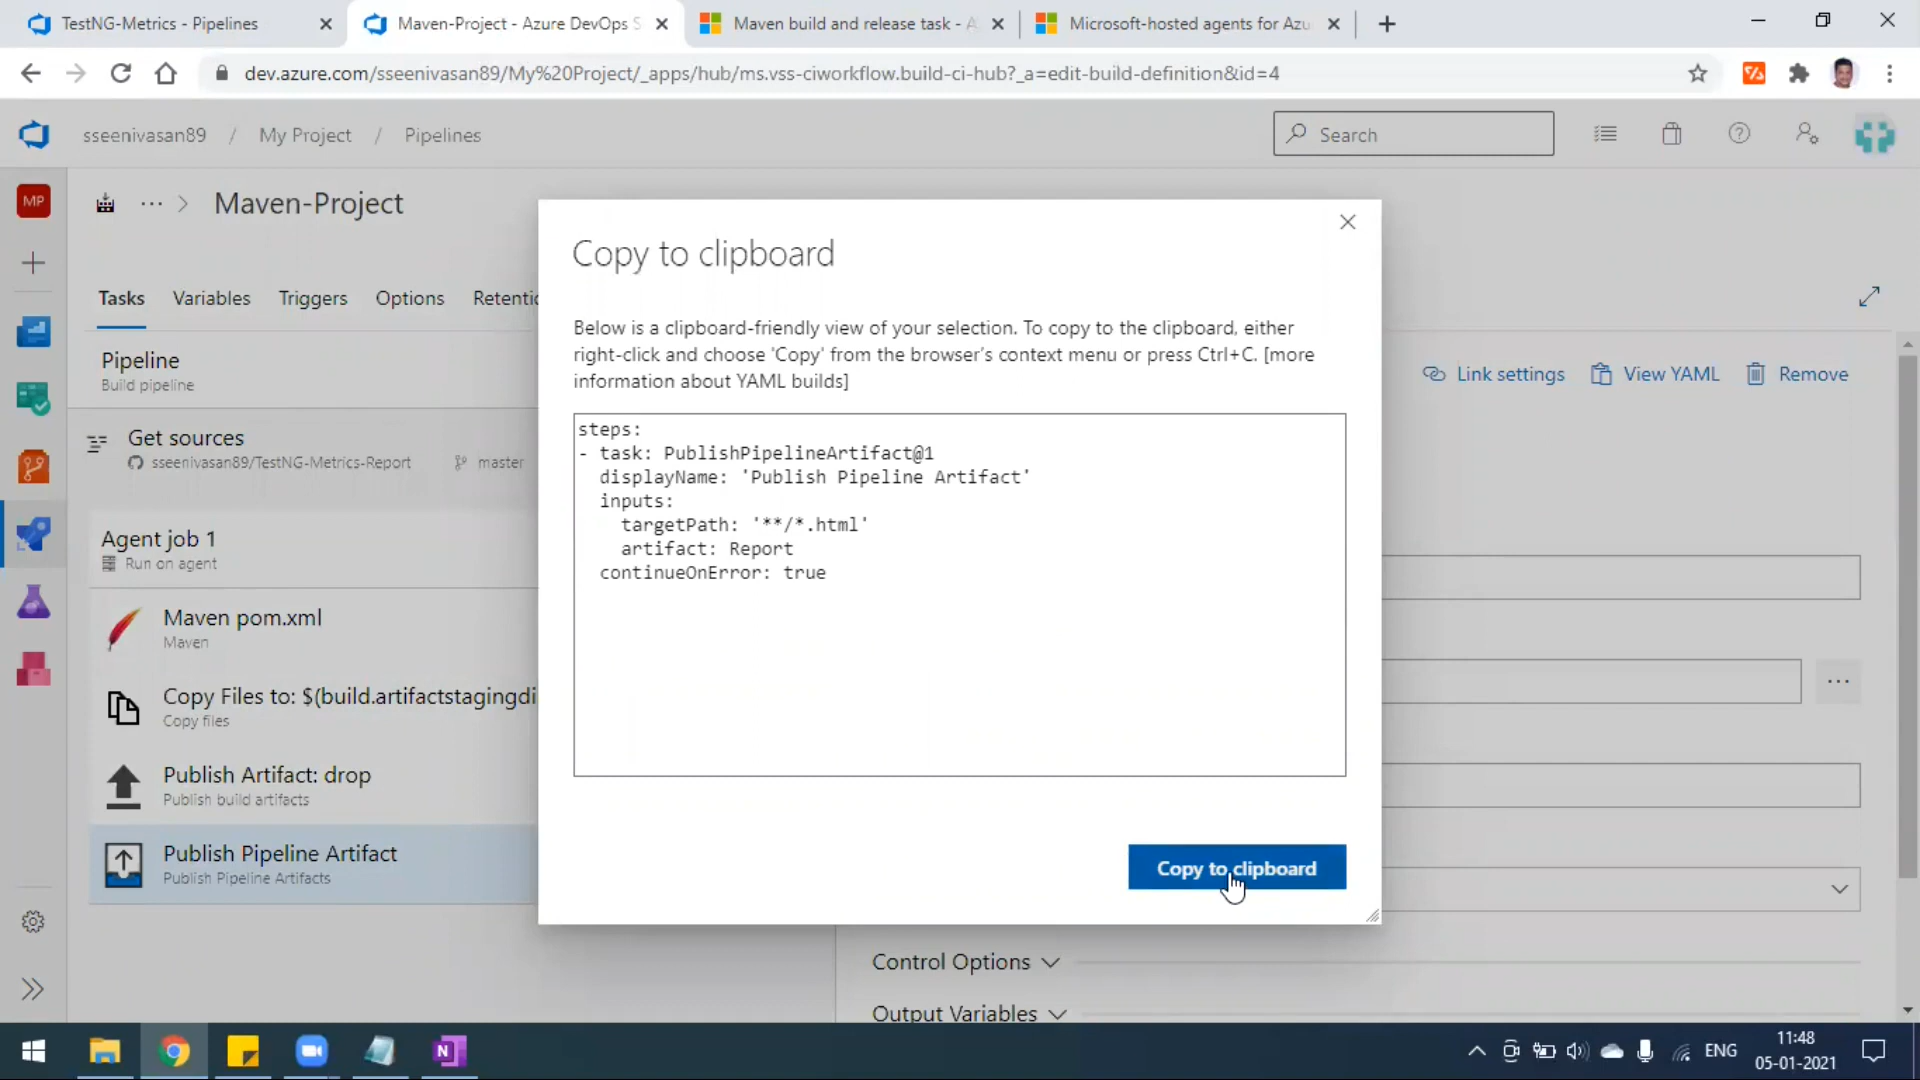 TestNG-Metrics - Pipelines
Maven-Project - Azure DevOps S
Maven build and release task - A
Microsoft-hosted agents for Azu
dev.azure.com/sseenivasan89/My%20Project/_apps/hub/ms.vss-ciworkflow.build-ci-hub?_a=edit-build-definition&id=4
sseenivasan89 / My Project / Pipelines
Search
MP
... > Maven-Project
Tasks Variables Triggers Options Retentio
Pipeline
Build pipeline
Link settings View YAML Remove
Get sources
sseenivasan89/TestNG-Metrics-Report master
Agent job 1
Run on agent
Maven pom.xml
Maven
Copy Files to: $(build.artifactstagingdi
Copy files
Publish Artifact: drop
Publish build artifacts
Publish Pipeline Artifact
Publish Pipeline Artifacts
Copy to clipboard
Below is a clipboard-friendly view of your selection. To copy to the clipboard, either
right-click and choose 'Copy' from the browser's context menu or press Ctrl+C. [more
information about YAML builds]
steps:
- task: PublishPipelineArtifact@1
displayName: 'Publish Pipeline Artifact'
inputs:
targetPath: '**/*.html'
artifact: Report
continueOnError: true
Copy to clipboard
Control Options
Output Variables
N
ENG
11:48
05-01-2021